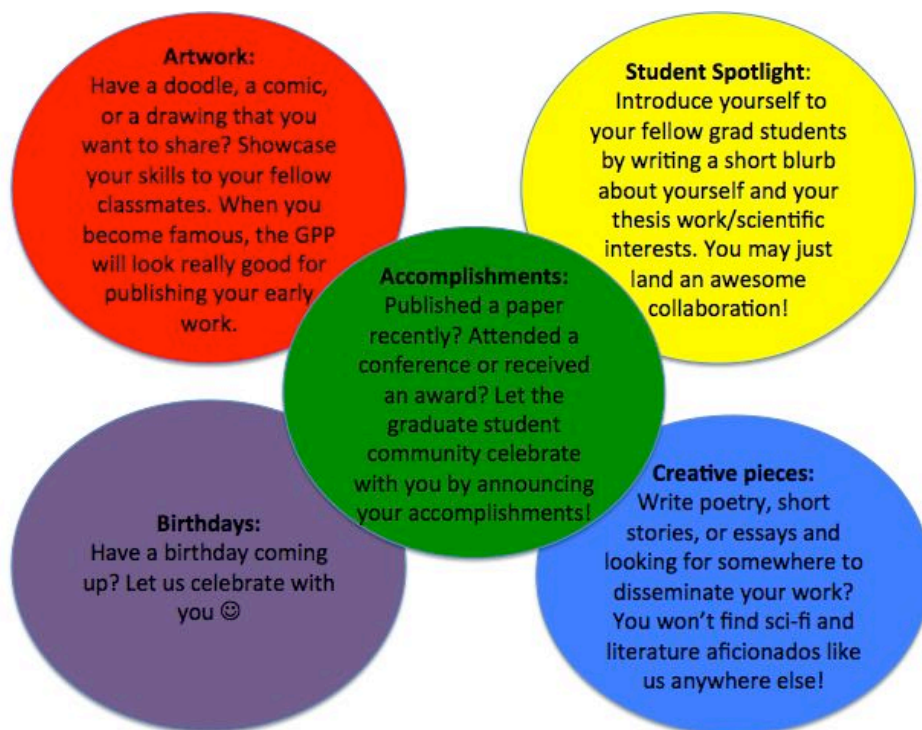 Artwork:
Have a doodle, a comic,
or a drawing that you
want to share? Showcase
your skills to your fellow
classmates. When you
become famous, the GPP
will look really good for
publishing your early
work.
Student Spotlight:
Introduce yourself to
your fellow grad students
by writing a short blurb
about yourself and your
thesis work/scientific
interests. You may just
land an awesome
collaboration!
Accomplishments:
Published a paper
recently? Attended a
conference or received
an award? Let the
graduate student
community celebrate
with you by announcing
your accomplishments!
Birthdays:
Have a birthday coming
up? Let us celebrate with
you ☺
Creative pieces:
Write poetry, short
stories, or essays and
looking for somewhere to
disseminate your work?
You won’t find sci-fi and
literature aficionados like
us anywhere else!